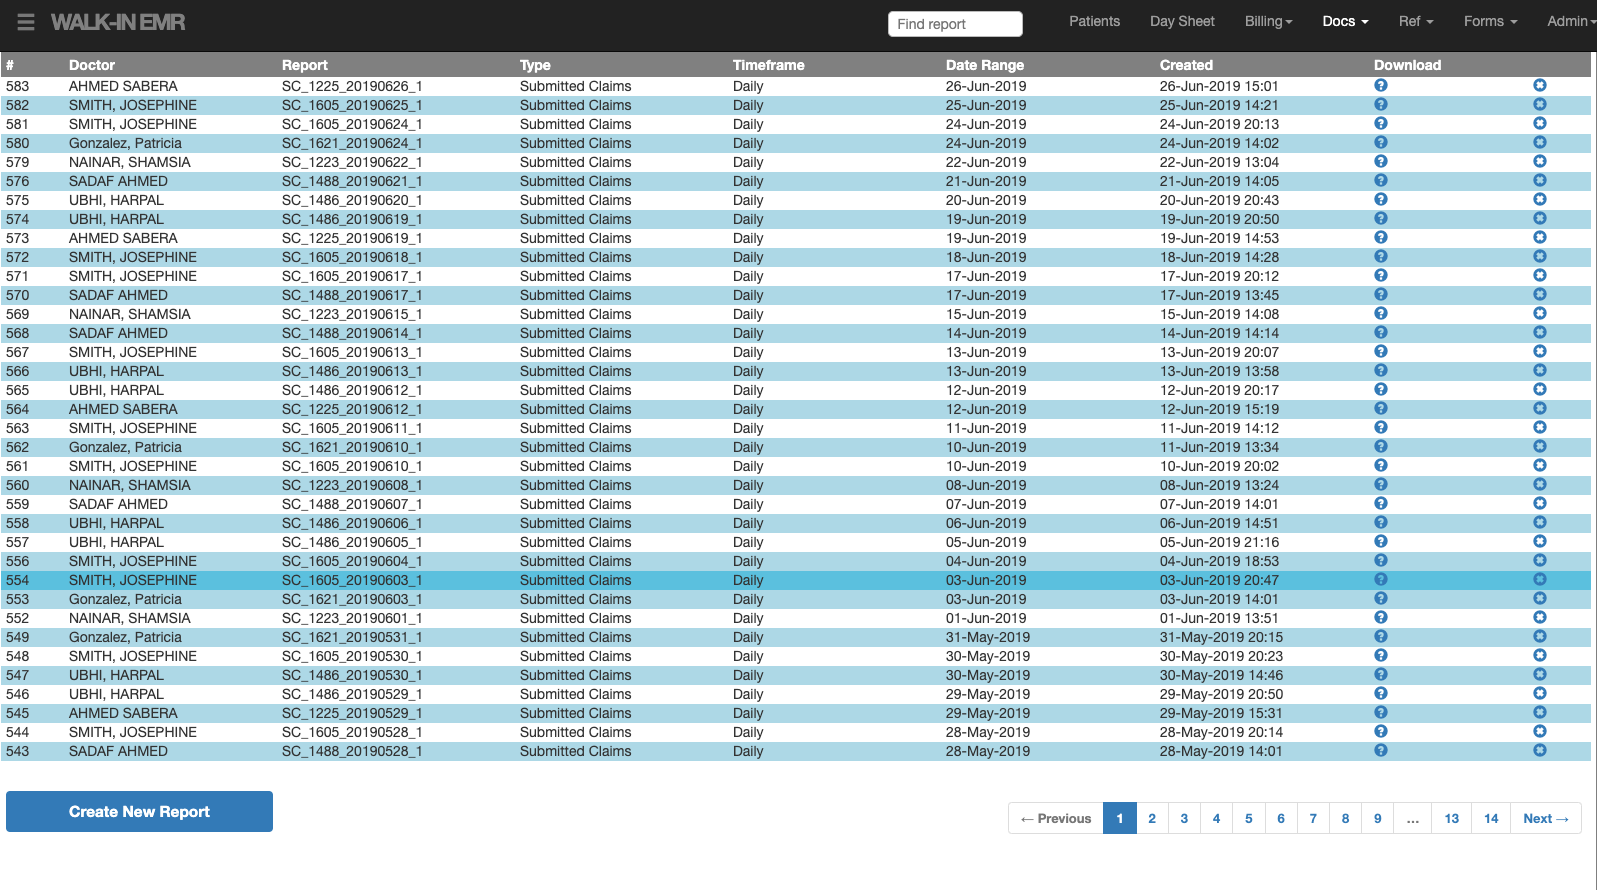 WALK-IN EMR Find report Patients Day Sheet Billing Docs Ref Forms Admin
# Doctor Report Type Timeframe Date Range Created Download
583 AHMED SABERA SC_1225_20190626_1 Submitted Claims Daily 26-Jun-2019 26-Jun-2019 15:01
582 SMITH, JOSEPHINE SC_1605_20190625_1 Submitted Claims Daily 25-Jun-2019 25-Jun-2019 14:21
581 SMITH, JOSEPHINE SC_1605_20190624_1 Submitted Claims Daily 24-Jun-2019 24-Jun-2019 20:13
580 Gonzalez, Patricia SC_1621_20190624_1 Submitted Claims Daily 24-Jun-2019 24-Jun-2019 14:02
579 NAINAR, SHAMSIA SC_1223_20190622_1 Submitted Claims Daily 22-Jun-2019 22-Jun-2019 13:04
576 SADAF AHMED SC_1488_20190621_1 Submitted Claims Daily 21-Jun-2019 21-Jun-2019 14:05
575 UBHI, HARPAL SC_1486_20190620_1 Submitted Claims Daily 20-Jun-2019 20-Jun-2019 20:43
574 UBHI, HARPAL SC_1486_20190619_1 Submitted Claims Daily 19-Jun-2019 19-Jun-2019 20:50
573 AHMED SABERA SC_1225_20190619_1 Submitted Claims Daily 19-Jun-2019 19-Jun-2019 14:53
572 SMITH, JOSEPHINE SC_1605_20190618_1 Submitted Claims Daily 18-Jun-2019 18-Jun-2019 14:28
571 SMITH, JOSEPHINE SC_1605_20190617_1 Submitted Claims Daily 17-Jun-2019 17-Jun-2019 20:12
570 SADAF AHMED SC_1488_20190617_1 Submitted Claims Daily 17-Jun-2019 17-Jun-2019 13:45
569 NAINAR, SHAMSIA SC_1223_20190615_1 Submitted Claims Daily 15-Jun-2019 15-Jun-2019 14:08
568 SADAF AHMED SC_1488_20190614_1 Submitted Claims Daily 14-Jun-2019 14-Jun-2019 14:14
567 SMITH, JOSEPHINE SC_1605_20190613_1 Submitted Claims Daily 13-Jun-2019 13-Jun-2019 20:07
566 UBHI, HARPAL SC_1486_20190613_1 Submitted Claims Daily 13-Jun-2019 13-Jun-2019 13:58
565 UBHI, HARPAL SC_1486_20190612_1 Submitted Claims Daily 12-Jun-2019 12-Jun-2019 20:17
564 AHMED SABERA SC_1225_20190612_1 Submitted Claims Daily 12-Jun-2019 12-Jun-2019 15:19
563 SMITH, JOSEPHINE SC_1605_20190611_1 Submitted Claims Daily 11-Jun-2019 11-Jun-2019 14:12
562 Gonzalez, Patricia SC_1621_20190610_1 Submitted Claims Daily 10-Jun-2019 11-Jun-2019 13:34
561 SMITH, JOSEPHINE SC_1605_20190610_1 Submitted Claims Daily 10-Jun-2019 10-Jun-2019 20:02
560 NAINAR, SHAMSIA SC_1223_20190608_1 Submitted Claims Daily 08-Jun-2019 08-Jun-2019 13:24
559 SADAF AHMED SC_1488_20190607_1 Submitted Claims Daily 07-Jun-2019 07-Jun-2019 14:01
558 UBHI, HARPAL SC_1486_20190606_1 Submitted Claims Daily 06-Jun-2019 06-Jun-2019 14:51
557 UBHI, HARPAL SC_1486_20190605_1 Submitted Claims Daily 05-Jun-2019 05-Jun-2019 21:16
556 SMITH, JOSEPHINE SC_1605_20190604_1 Submitted Claims Daily 04-Jun-2019 04-Jun-2019 18:53
554 SMITH, JOSEPHINE SC_1605_20190603_1 Submitted Claims Daily 03-Jun-2019 03-Jun-2019 20:47
553 Gonzalez, Patricia SC_1621_20190603_1 Submitted Claims Daily 03-Jun-2019 03-Jun-2019 14:01
552 NAINAR, SHAMSIA SC_1223_20190601_1 Submitted Claims Daily 01-Jun-2019 01-Jun-2019 13:51
549 Gonzalez, Patricia SC_1621_20190531_1 Submitted Claims Daily 31-May-2019 31-May-2019 20:15
548 SMITH, JOSEPHINE SC_1605_20190530_1 Submitted Claims Daily 30-May-2019 30-May-2019 20:23
547 UBHI, HARPAL SC_1486_20190530_1 Submitted Claims Daily 30-May-2019 30-May-2019 14:46
546 UBHI, HARPAL SC_1486_20190529_1 Submitted Claims Daily 29-May-2019 29-May-2019 20:50
545 AHMED SABERA SC_1225_20190529_1 Submitted Claims Daily 29-May-2019 29-May-2019 15:31
544 SMITH, JOSEPHINE SC_1605_20190528_1 Submitted Claims Daily 28-May-2019 28-May-2019 20:14
543 SADAF AHMED SC_1488_20190528_1 Submitted Claims Daily 28-May-2019 28-May-2019 14:01
Create New Report
← Previous 1 2 3 4 5 6 7 8 9 ... 13 14 Next →